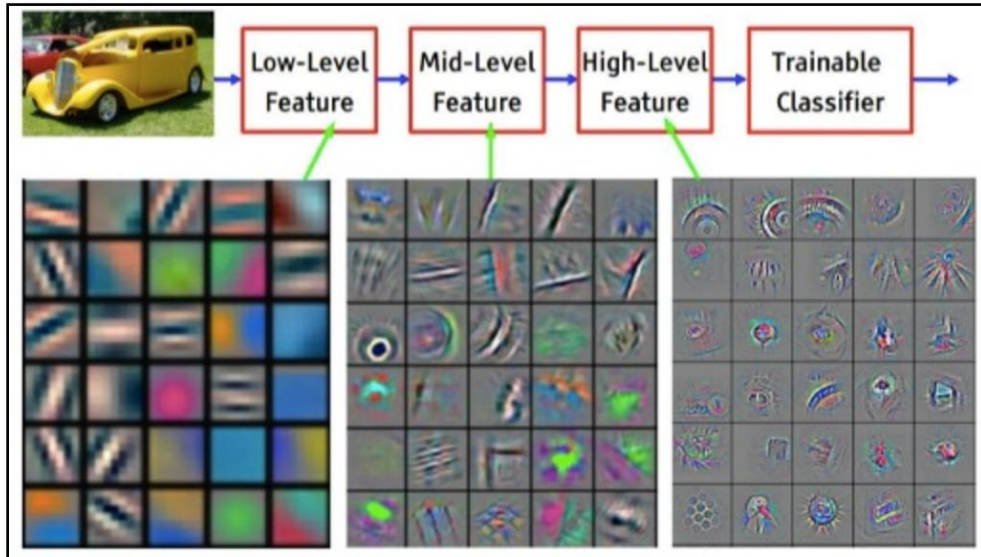 Low-Level
Feature
Mid-Level
Feature
High-Level
Feature
Trainable
Classifier